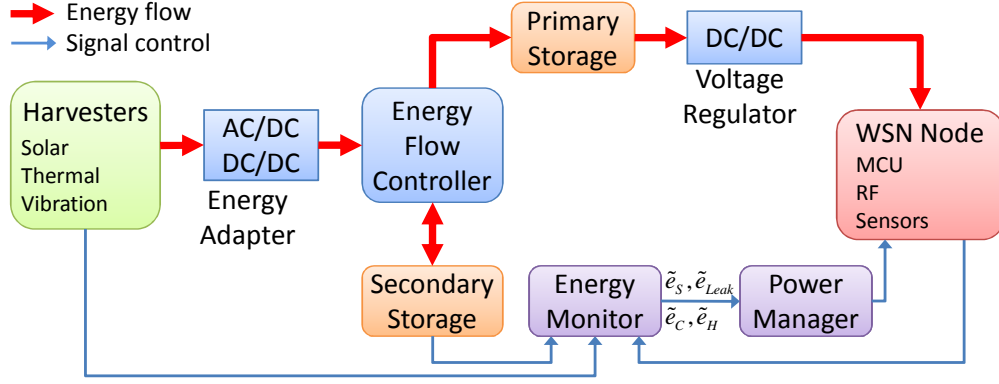 Energy flow
Signal control
Harvesters
Solar
Thermal
Vibration
AC/DC
DC/DC
Energy
Adapter
Energy
Flow
Controller
Primary
Storage
DC/DC
Voltage
Regulator
WSN Node
MCU
RF
Sensors
Secondary
Storage
Energy
Monitor
ẽ_S, ẽ_Leak
ẽ_C, ẽ_H
Power
Manager